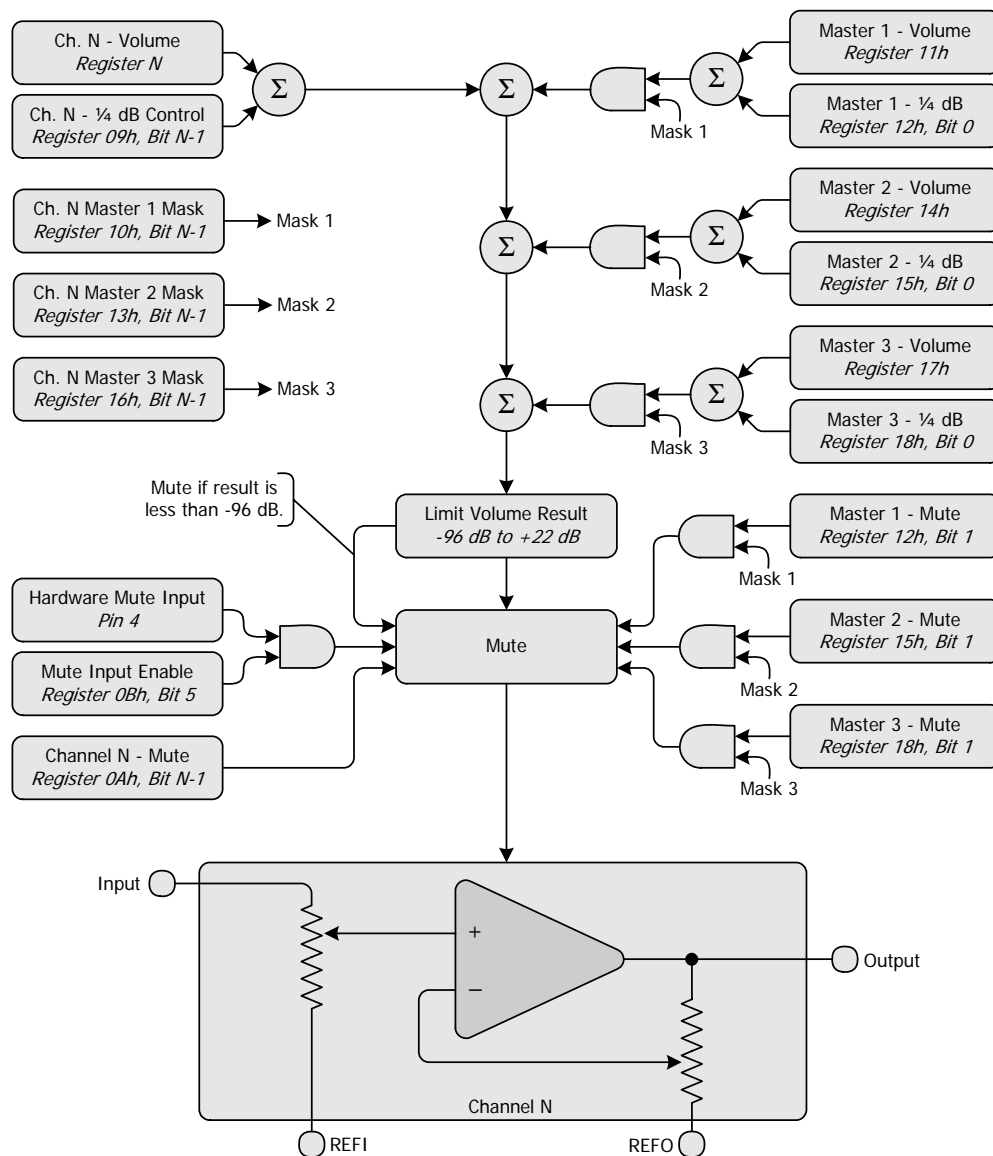 Ch. N - Volume
Register N
Ch. N - ¼ dB Control
Register 09h, Bit N-1
Σ
Σ
Mask 1
Σ
Master 1 - Volume
Register 11h
Master 1 - ¼ dB
Register 12h, Bit 0
Ch. N Master 1 Mask
Register 10h, Bit N-1
Mask 1
Ch. N Master 2 Mask
Register 13h, Bit N-1
Mask 2
Ch. N Master 3 Mask
Register 16h, Bit N-1
Mask 3
Σ
Mask 2
Σ
Master 2 - Volume
Register 14h
Master 2 - ¼ dB
Register 15h, Bit 0
Σ
Mask 3
Σ
Master 3 - Volume
Register 17h
Master 3 - ¼ dB
Register 18h, Bit 0
Mute if result is
less than -96 dB.
Limit Volume Result
-96 dB to +22 dB
Hardware Mute Input
Pin 4
Mute Input Enable
Register 0Bh, Bit 5
Channel N - Mute
Register 0Ah, Bit N-1
Mute
Mask 1
Master 1 - Mute
Register 12h, Bit 1
Mask 2
Master 2 - Mute
Register 15h, Bit 1
Mask 3
Master 3 - Mute
Register 18h, Bit 1
Input
+
−
Output
Channel N
REFI
REFO